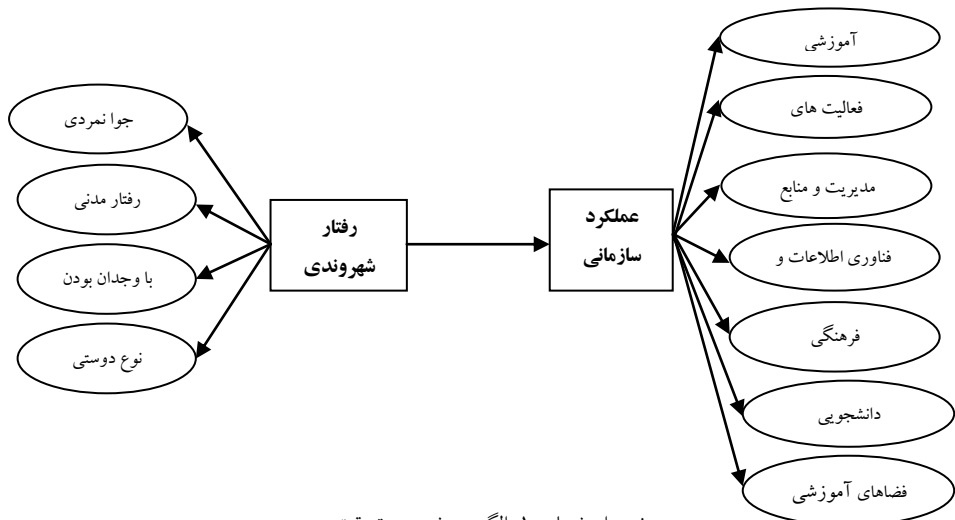 آموزشی
فعالیت های
مدیریت و منابع
فناوری اطلاعات و
فرهنگی
دانشجویی
فضاهای آموزشی
عملکرد
سازمانی
رفتار
شهروندی
جوا نمردی
رفتار مدنی
با وجدان بودن
نوع دوستی